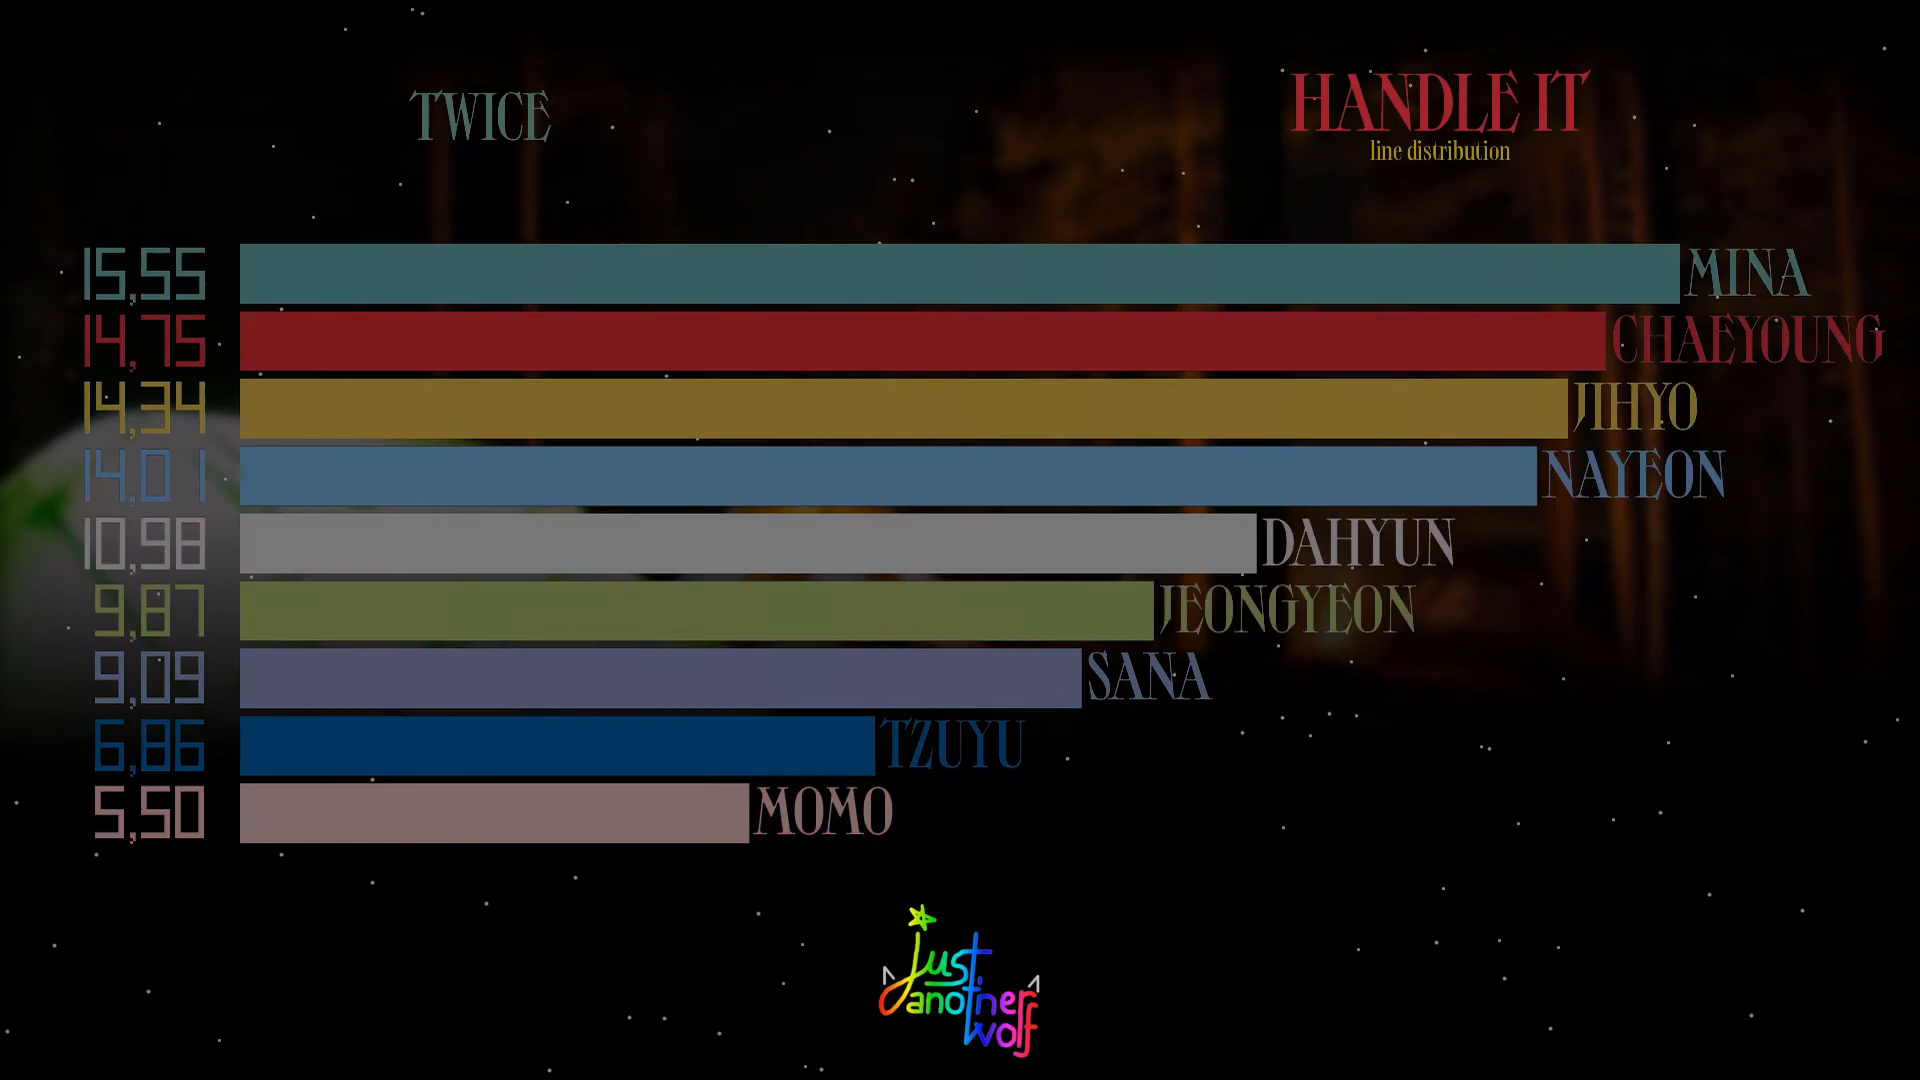 TWICE
HANDLE IT
line distribution
15,55 MINA
14,75 CHAEYOUNG
14,34 JIHYO
14,01 NAYEON
10,98 DAHYUN
9,87 JEONGYEON
9,09 SANA
6,86 TZUYU
5,50 MOMO
just
another
wolf